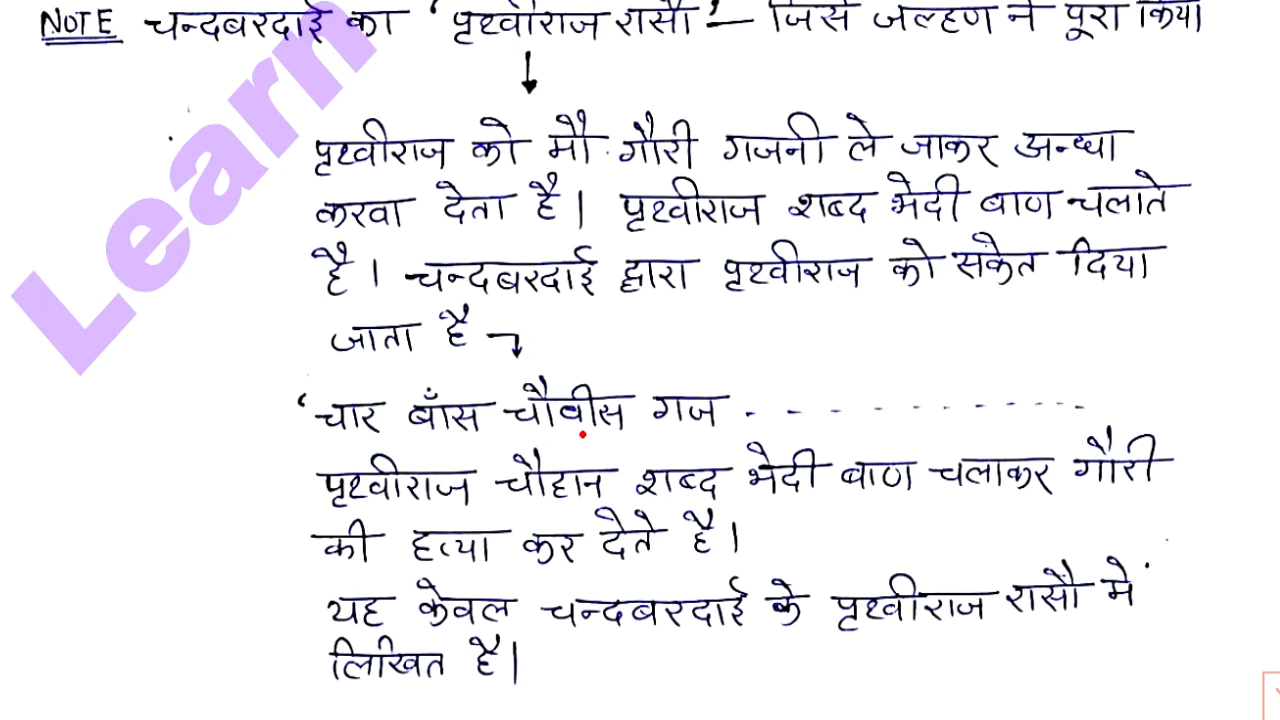 NOTE चन्दबरदाई का 'पृथ्वीराज रासौ' – जिसे जल्हण ने पूरा किया
↓
पृथ्वीराज को मौ. गौरी गजनी ले जाकर अन्धा
करवा देता है। पृथ्वीराज शब्द भेदी बाण चलाते
है। चन्दबरदाई द्वारा पृथ्वीराज को संकेत दिया
जाता है →
'चार बाँस चौवीस गज - - - - - - - - - - - -
पृथ्वीराज चौहान शब्द भेदी बाण चलाकर गौरी
की हत्या कर देते है।
यह केवल चन्दबरदाई के पृथ्वीराज रासौ में
लिखित है।
Learn